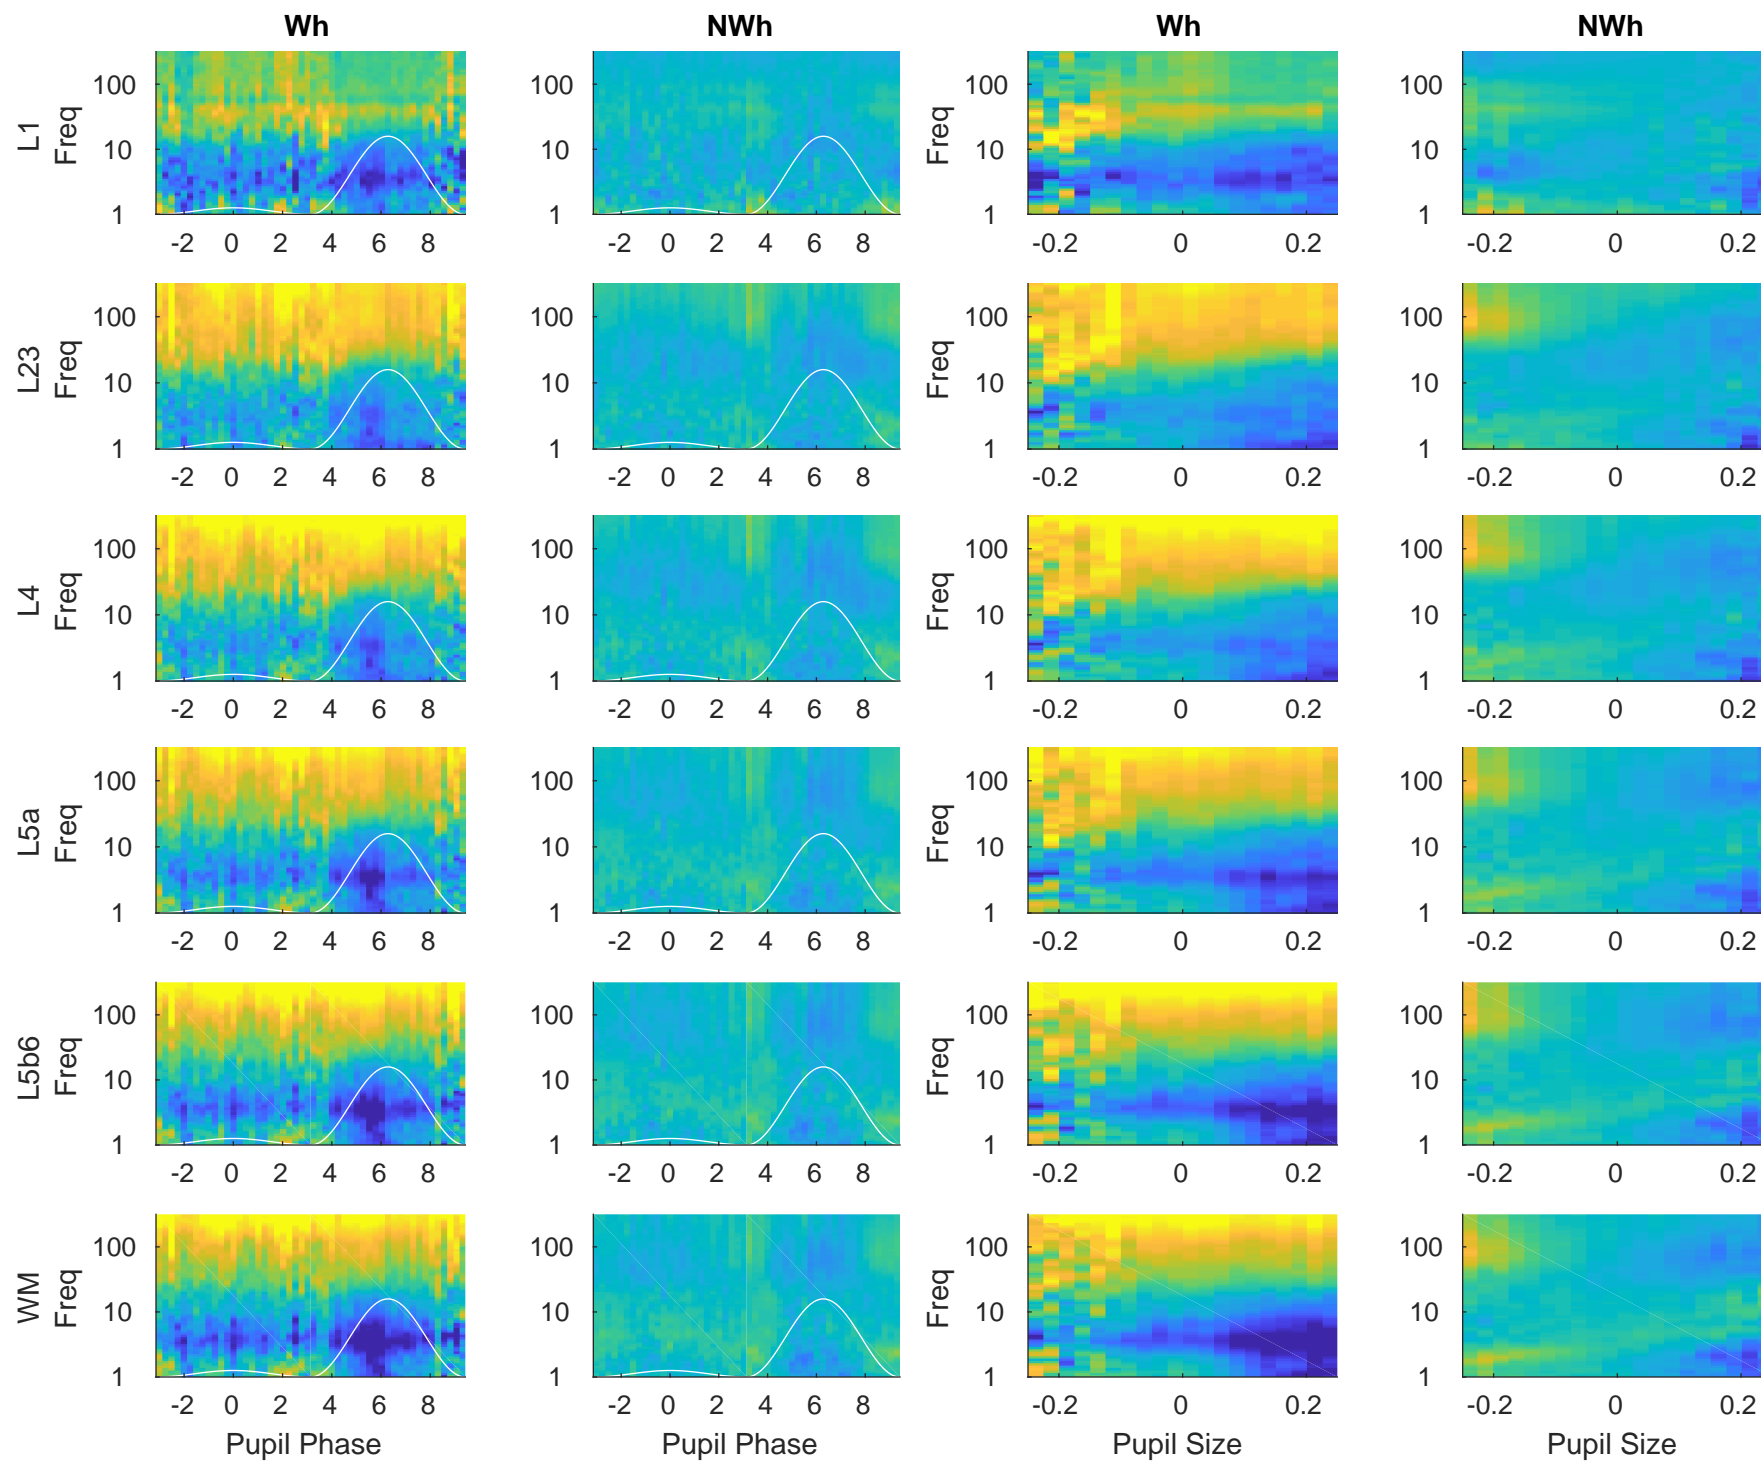 Wh NWh Wh NWh
L1 Freq 100 10 1 100 10 1 Freq 100 10 1 100 10 1
-2 0 2 4 6 8 -2 0 2 4 6 8 -0.2 0 0.2 -0.2 0 0.2
L23 Freq 100 10 1 100 10 1 Freq 100 10 1 100 10 1
-2 0 2 4 6 8 -2 0 2 4 6 8 -0.2 0 0.2 -0.2 0 0.2
L4 Freq 100 10 1 100 10 1 Freq 100 10 1 100 10 1
-2 0 2 4 6 8 -2 0 2 4 6 8 -0.2 0 0.2 -0.2 0 0.2
L5a Freq 100 10 1 100 10 1 Freq 100 10 1 100 10 1
-2 0 2 4 6 8 -2 0 2 4 6 8 -0.2 0 0.2 -0.2 0 0.2
L5b6 Freq 100 10 1 100 10 1 Freq 100 10 1 100 10 1
-2 0 2 4 6 8 -2 0 2 4 6 8 -0.2 0 0.2 -0.2 0 0.2
WM Freq 100 10 1 100 10 1 Freq 100 10 1 100 10 1
-2 0 2 4 6 8 -2 0 2 4 6 8 -0.2 0 0.2 -0.2 0 0.2
Pupil Phase Pupil Phase Pupil Size Pupil Size